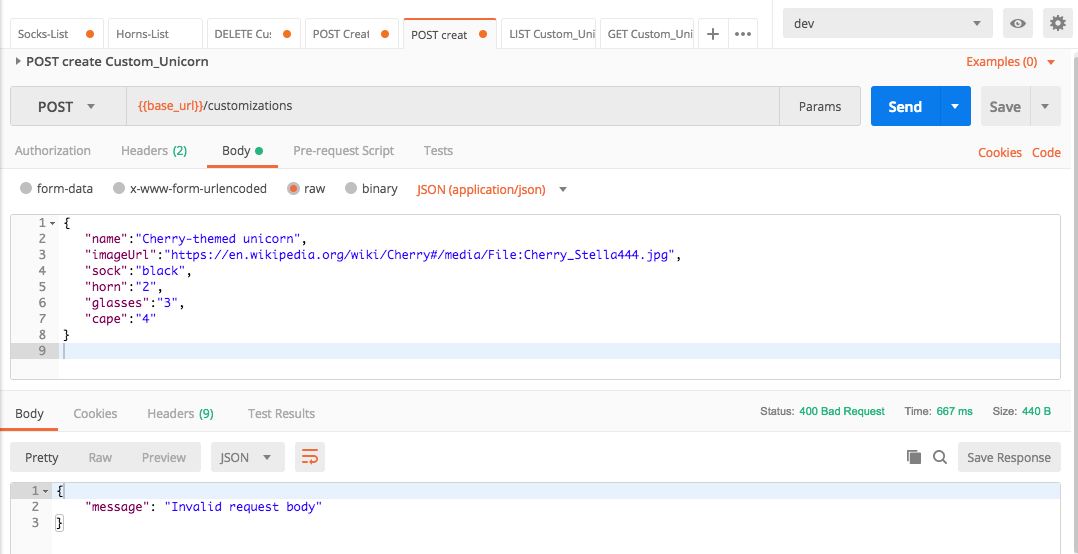 Socks-List Horns-List DELETE Cu: POST Creat POST creat LIST Custom_Uni GET Custom_Uni + ••• dev
POST create Custom_Unicorn Examples (0)
POST {{base_url}}/customizations Params Send Save
Authorization Headers (2) Body Pre-request Script Tests Cookies Code
form-data x-www-form-urlencoded raw binary JSON (application/json)
1 {
2 "name":"Cherry-themed unicorn",
3 "imageUrl":"https://en.wikipedia.org/wiki/Cherry#/media/File:Cherry_Stella444.jpg",
4 "sock":"black",
5 "horn":"2",
6 "glasses":"3",
7 "cape":"4"
8 }
9
Body Cookies Headers (9) Test Results Status: 400 Bad Request Time: 667 ms Size: 440 B
Pretty Raw Preview JSON Save Response
1 {
2 "message": "Invalid request body"
3 }